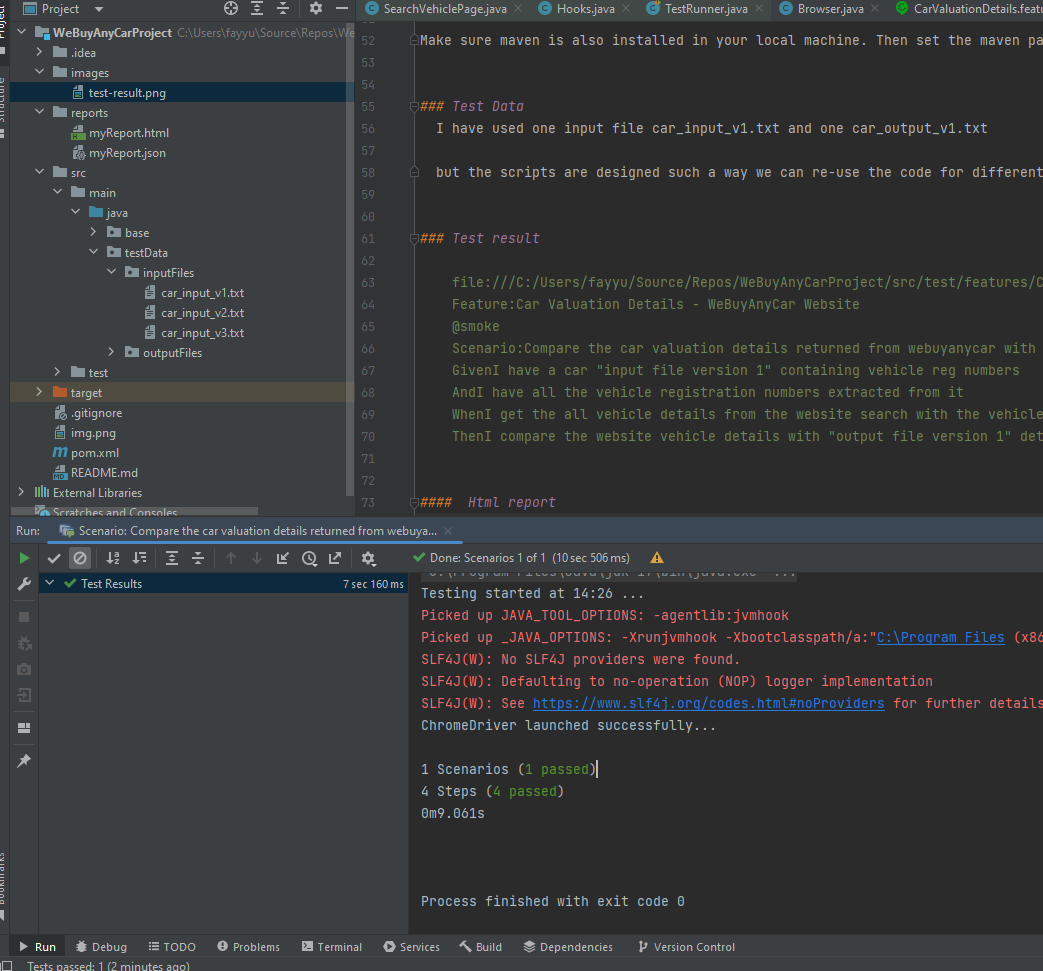 Project
SearchVehiclePage.java
Hooks.java
TestRunner.java
Browser.java
CarValuationDetails.featu
WeBuyAnyCarProject C:\Users\fayyu\Source\Repos\We
.idea
images
test-result.png
reports
myReport.html
myReport.json
src
main
java
base
testData
inputFiles
car_input_v1.txt
car_input_v2.txt
car_input_v3.txt
outputFiles
test
target
.gitignore
img.png
pom.xml
README.md
External Libraries
Scratches and Consoles
52 Make sure maven is also installed in your local machine. Then set the maven pa
53
54
55 ### Test Data
56 I have used one input file car_input_v1.txt and one car_output_v1.txt
57
58 but the scripts are designed such a way we can re-use the code for different
59
60
61 ### Test result
62
63 file:///C:/Users/fayyu/Source/Repos/WeBuyAnyCarProject/src/test/features/C
64 Feature:Car Valuation Details - WeBuyAnyCar Website
65 @smoke
66 Scenario:Compare the car valuation details returned from webuyanycar with
67 GivenI have a car "input file version 1" containing vehicle reg numbers
68 AndI have all the vehicle registration numbers extracted from it
69 WhenI get the all vehicle details from the website search with the vehicle
70 ThenI compare the website vehicle details with "output file version 1" det
71
72
73 #### Html report
Run: Scenario: Compare the car valuation details returned from webuya...
Done: Scenarios 1 of 1 (10 sec 506 ms)
Test Results 7 sec 160 ms
"C:\Program Files\Java\jdk-17\bin\java.exe" ...
Testing started at 14:26 ...
Picked up JAVA_TOOL_OPTIONS: -agentlib:jvmhook
Picked up _JAVA_OPTIONS: -Xrunjvmhook -Xbootclasspath/a:"C:\Program Files (x86
SLF4J(W): No SLF4J providers were found.
SLF4J(W): Defaulting to no-operation (NOP) logger implementation
SLF4J(W): See https://www.slf4j.org/codes.html#noProviders for further details
ChromeDriver launched successfully...
1 Scenarios (1 passed)
4 Steps (4 passed)
0m9.061s
Process finished with exit code 0
Run
Debug
TODO
Problems
Terminal
Services
Build
Dependencies
Version Control
Tests passed: 1 (2 minutes ago)